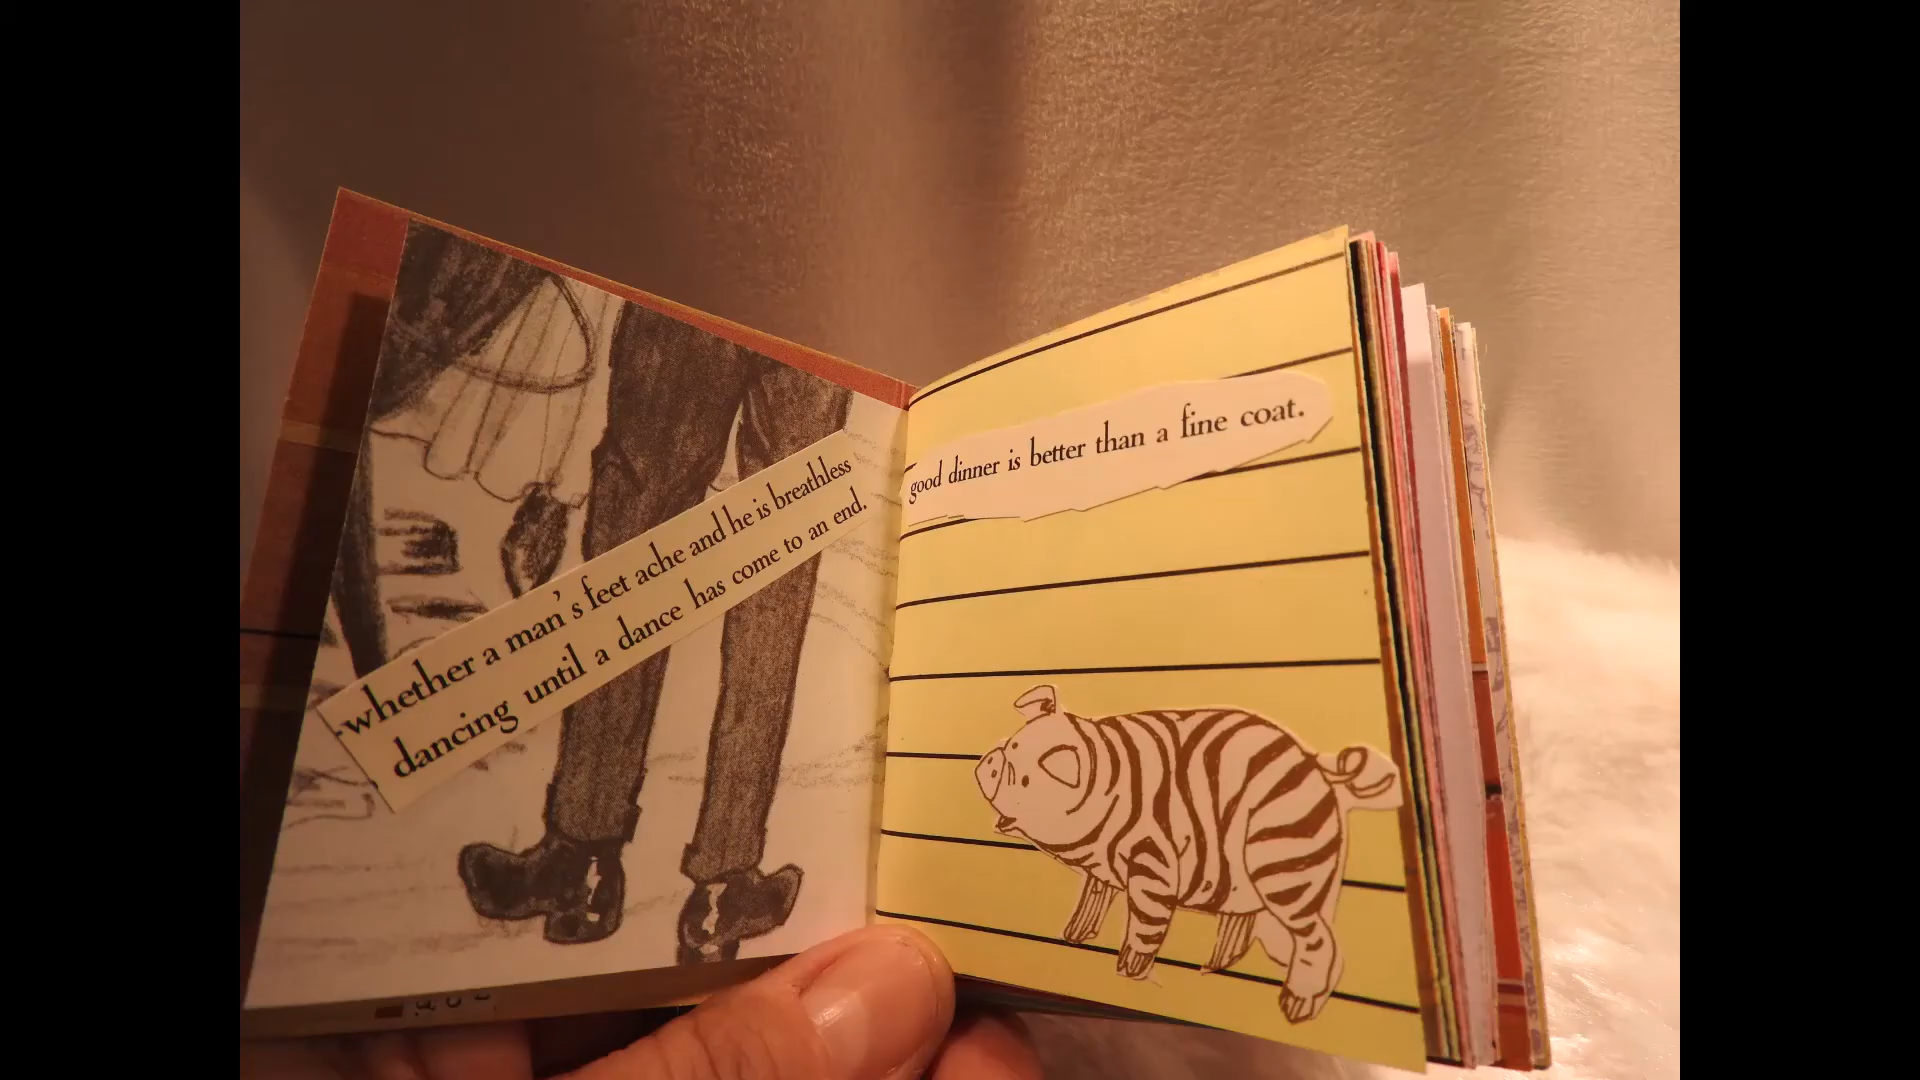 -whether a man's feet ache and he is breathless
dancing until a dance has come to an end.
good dinner is better than a fine coat.